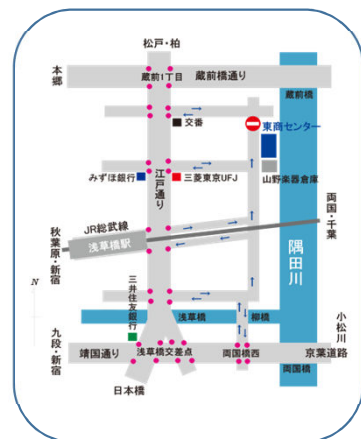 松戸・柏
本郷
蔵前1丁目
蔵前橋通り
蔵前橋
交番
東商センター
みずほ銀行
江戸通り
三菱東京UFJ
山野楽器倉庫
両国・千葉
JR総武線
浅草橋駅
秋葉原・新宿
隅田川
N
三井住友銀行
浅草橋
柳橋
小松川
九段・新宿
靖国通り
浅草橋交差点
両国橋西
京葉道路
両国橋
日本橋